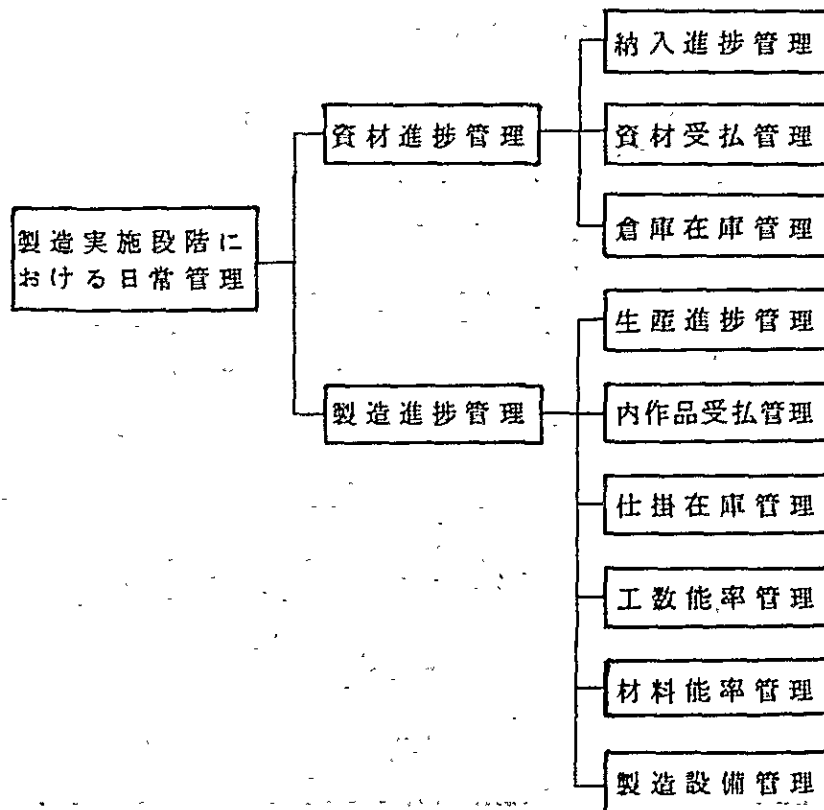 製造実施段階に
おける日常管理
資材進捗管理
納入進捗管理
資材受払管理
倉庫在庫管理
製造進捗管理
生産進捗管理
内作品受払管理
仕掛在庫管理
工数能率管理
材料能率管理
製造設備管理